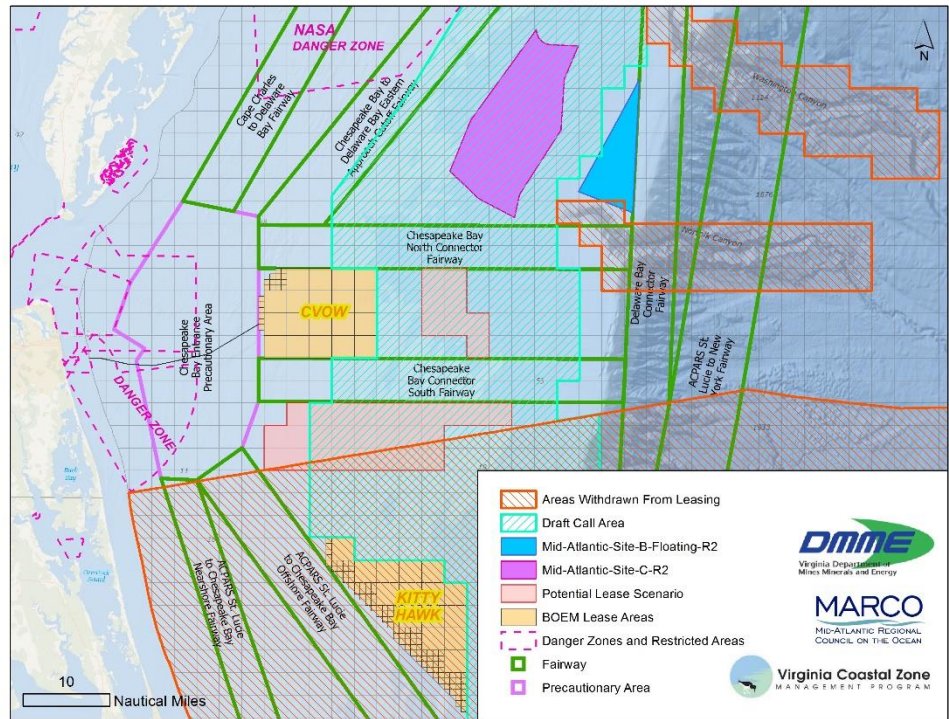 NASA
DANGER ZONE
N
Cape Charles
to Delaware
Bay Fairway
Chesapeake Bay to
Delaware Bay Eastern
Approach Cutoff Fairway
Washington Canyon
1124
1076
Norfolk Canyon
Chesapeake Bay
North Connector
Fairway
CVOW
Chesapeake
Bay Entrance
Precautionary Area
Delaware Bay
Connector
Fairway
ACPARS St.
Lucie to New
York Fairway
Chesapeake
Bay Connector
South Fairway
DANGER ZONE
11
ACPARS St. Lucie
to Chesapeake Bay
Nearshore Fairway
ACPARS St. Lucie
to Chesapeake Bay
Offshore Fairway
KITTY
HAWK
10
Nautical Miles
Areas Withdrawn From Leasing
Draft Call Area
Mid-Atlantic-Site-B-Floating-R2
Mid-Atlantic-Site-C-R2
Potential Lease Scenario
BOEM Lease Areas
Danger Zones and Restricted Areas
Fairway
Precautionary Area
DMME
Virginia Department of
Mines Minerals and Energy
MARCO
MID-ATLANTIC REGIONAL
COUNCIL ON THE OCEAN
Virginia Coastal Zone
MANAGEMENT PROGRAM